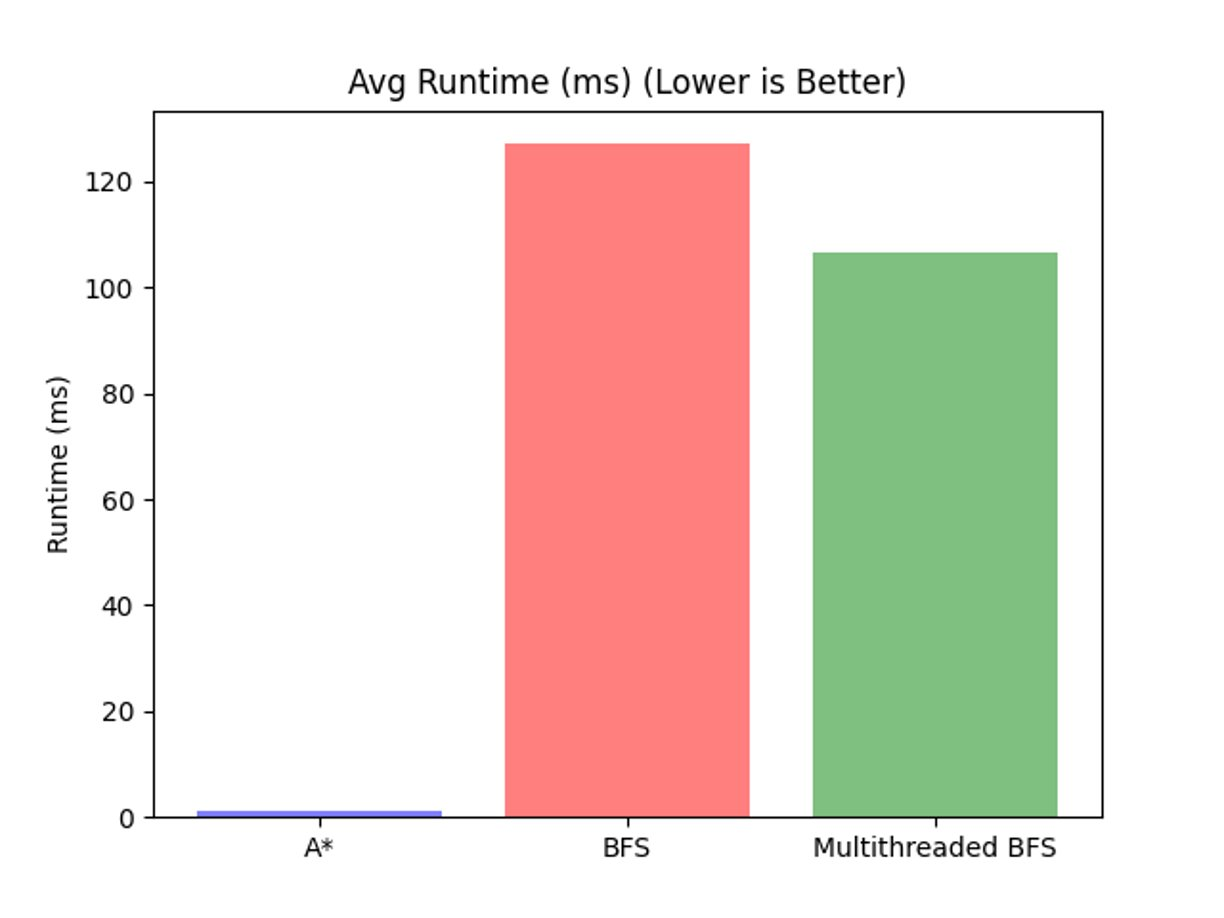 Avg Runtime (ms) (Lower is Better)
120
100
80
60
40
20
0
Runtime (ms)
A*
BFS
Multithreaded BFS